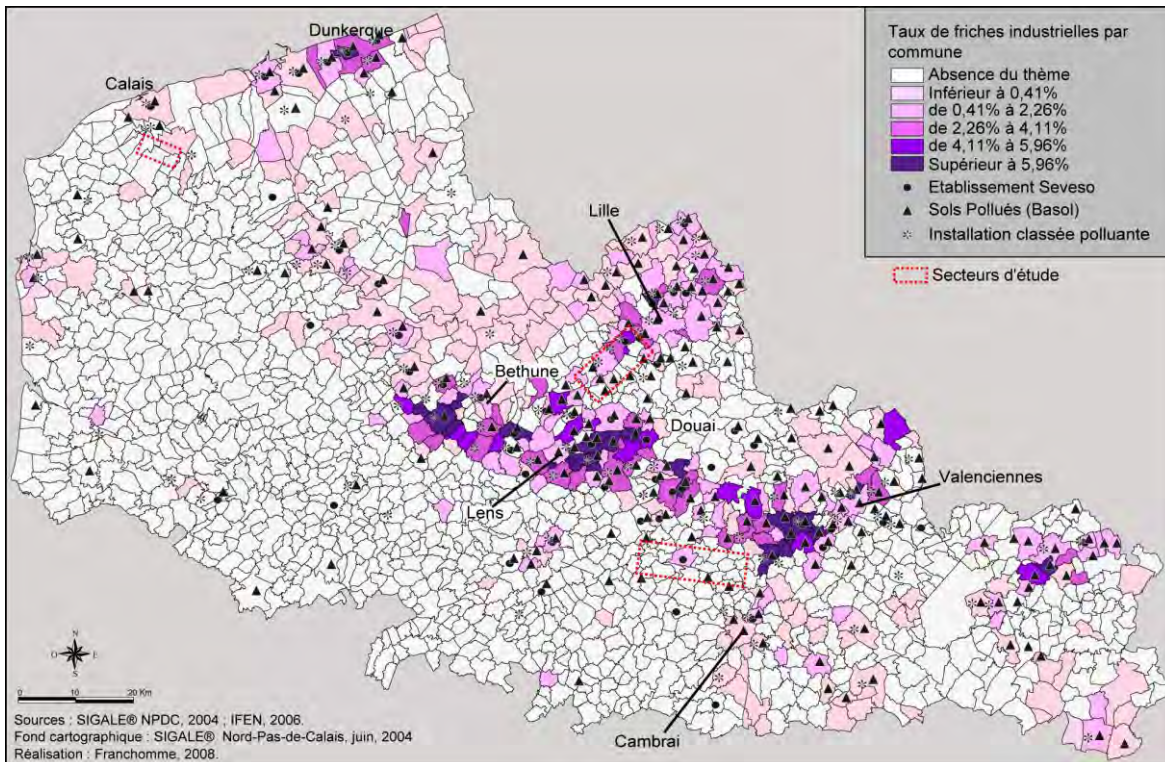 Dunkerque
Calais
Taux de friches industrielles par
commune
Absence du thème
Inférieur à 0,41%
de 0,41% à 2,26%
de 2,26% à 4,11%
de 4,11% à 5,96%
Supérieur à 5,96%
Etablissement Seveso
Sols Pollués (Basol)
Installation classée polluante
Secteurs d'étude
Lille
Bethune
Douai
Valenciennes
Lens
Cambrai
N
O E
S
0 10 20 Km
Sources : SIGALE® NPDC, 2004 ; IFEN, 2006.
Fond cartographique : SIGALE® Nord-Pas-de-Calais, juin, 2004
Réalisation : Franchomme, 2008.